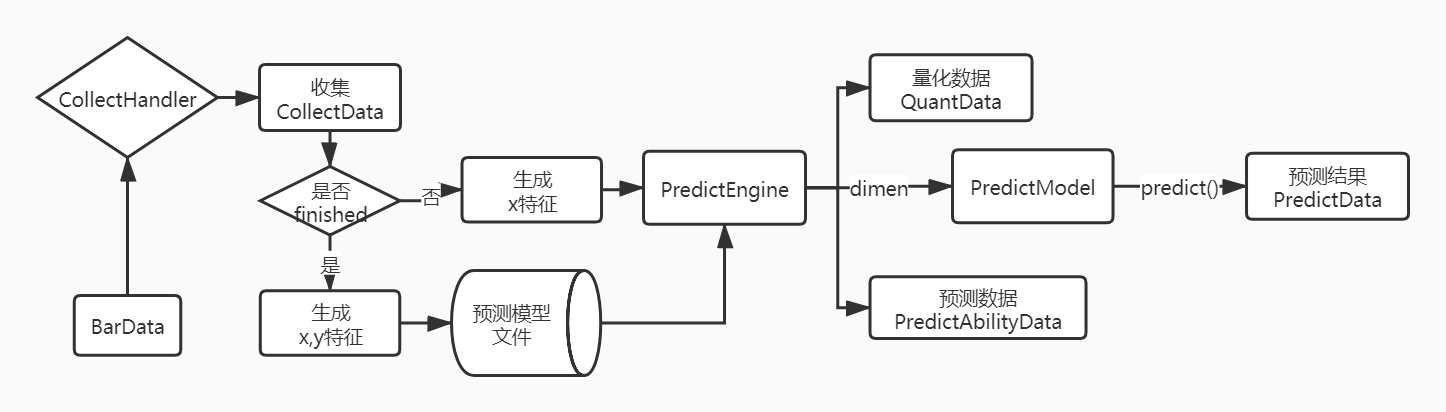 CollectHandler
收集
CollectData
是否
finished
否
生成
x特征
是
生成
x,y特征
预测模型
文件
BarData
PredictEngine
量化数据
QuantData
dimen
PredictModel
predict()
预测结果
PredictData
预测数据
PredictAbilityData